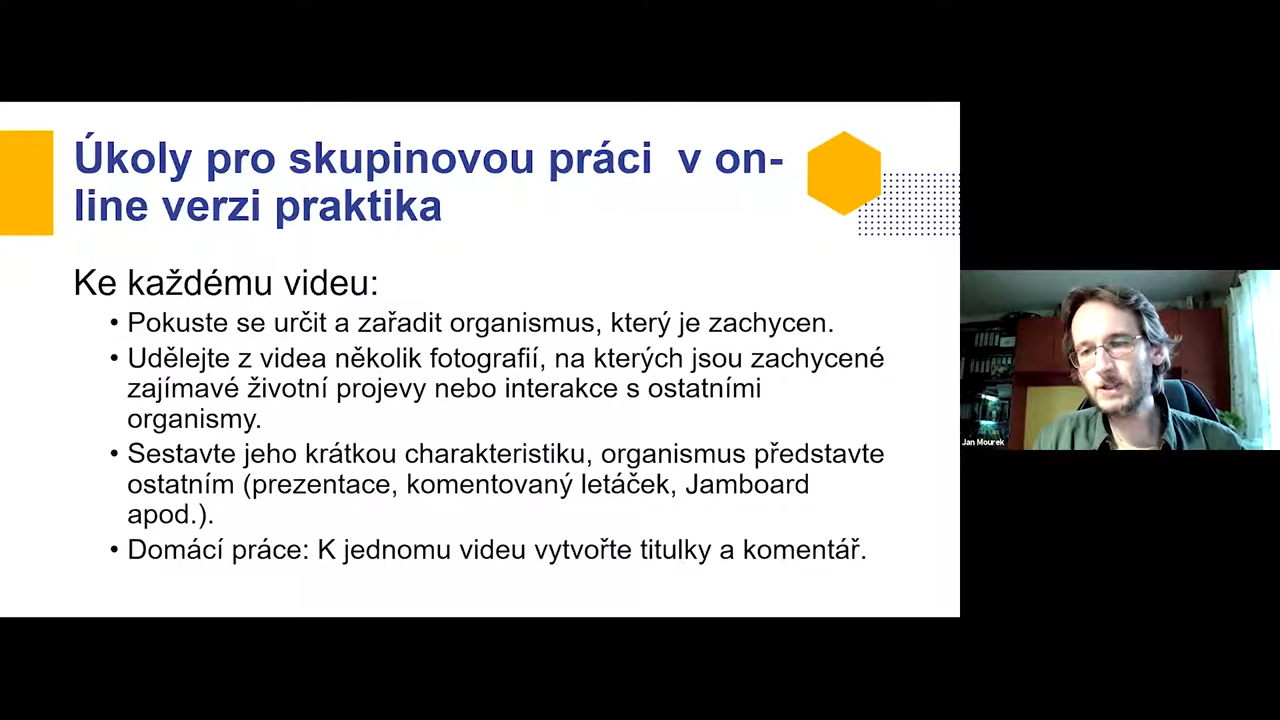 Úkoly pro skupinovou práci  v on-
line verzi praktika
Ke každému videu:
• Pokuste se určit a zařadit organismus, který je zachycen.
• Udělejte z videa několik fotografií, na kterých jsou zachycené
zajímavé životní projevy nebo interakce s ostatními
organismy.
• Sestavte jeho krátkou charakteristiku, organismus představte
ostatním (prezentace, komentovaný letáček, Jamboard
apod.).
• Domácí práce: K jednomu videu vytvořte titulky a komentář.
Jan Mourek